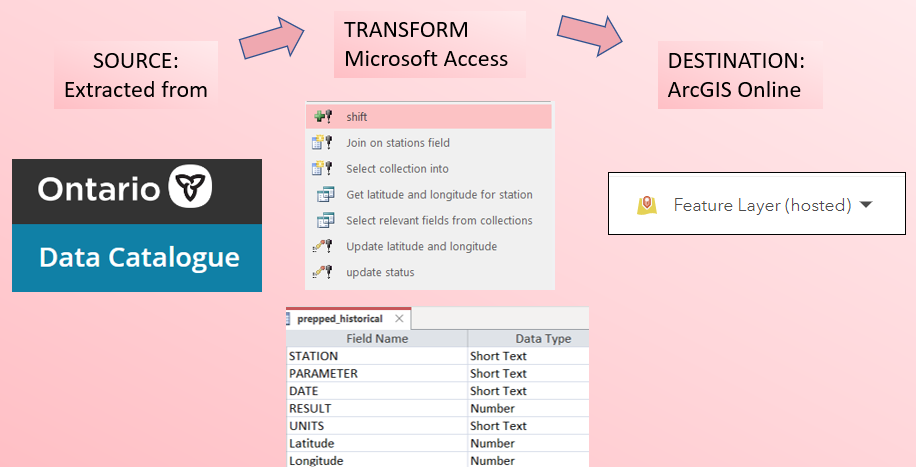 SOURCE:
Extracted from
TRANSFORM
Microsoft Access
DESTINATION:
ArcGIS Online
Ontario
Data Catalogue
shift
Join on stations field
Select collection into
Get latitude and longitude for station
Select relevant fields from collections
Update latitude and longitude
update status
Feature Layer (hosted)
prepped_historical
Field Name Data Type
STATION Short Text
PARAMETER Short Text
DATE Short Text
RESULT Number
UNITS Short Text
Latitude Number
Longitude Number